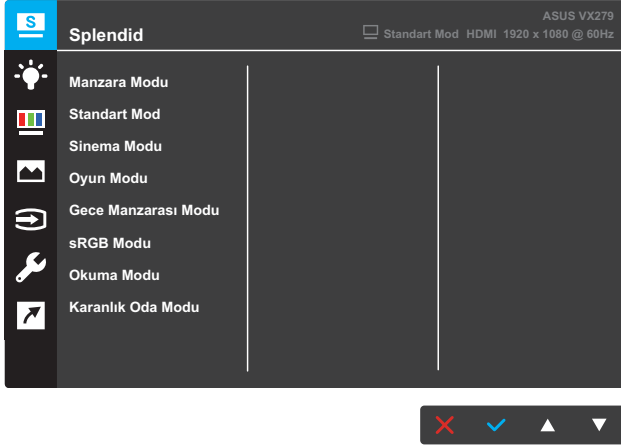 S
ASUS VX279
Splendid
Standart Mod HDMI 1920 x 1080 @ 60Hz
Manzara Modu
Standart Mod
Sinema Modu
Oyun Modu
Gece Manzarası Modu
sRGB Modu
Okuma Modu
Karanlık Oda Modu